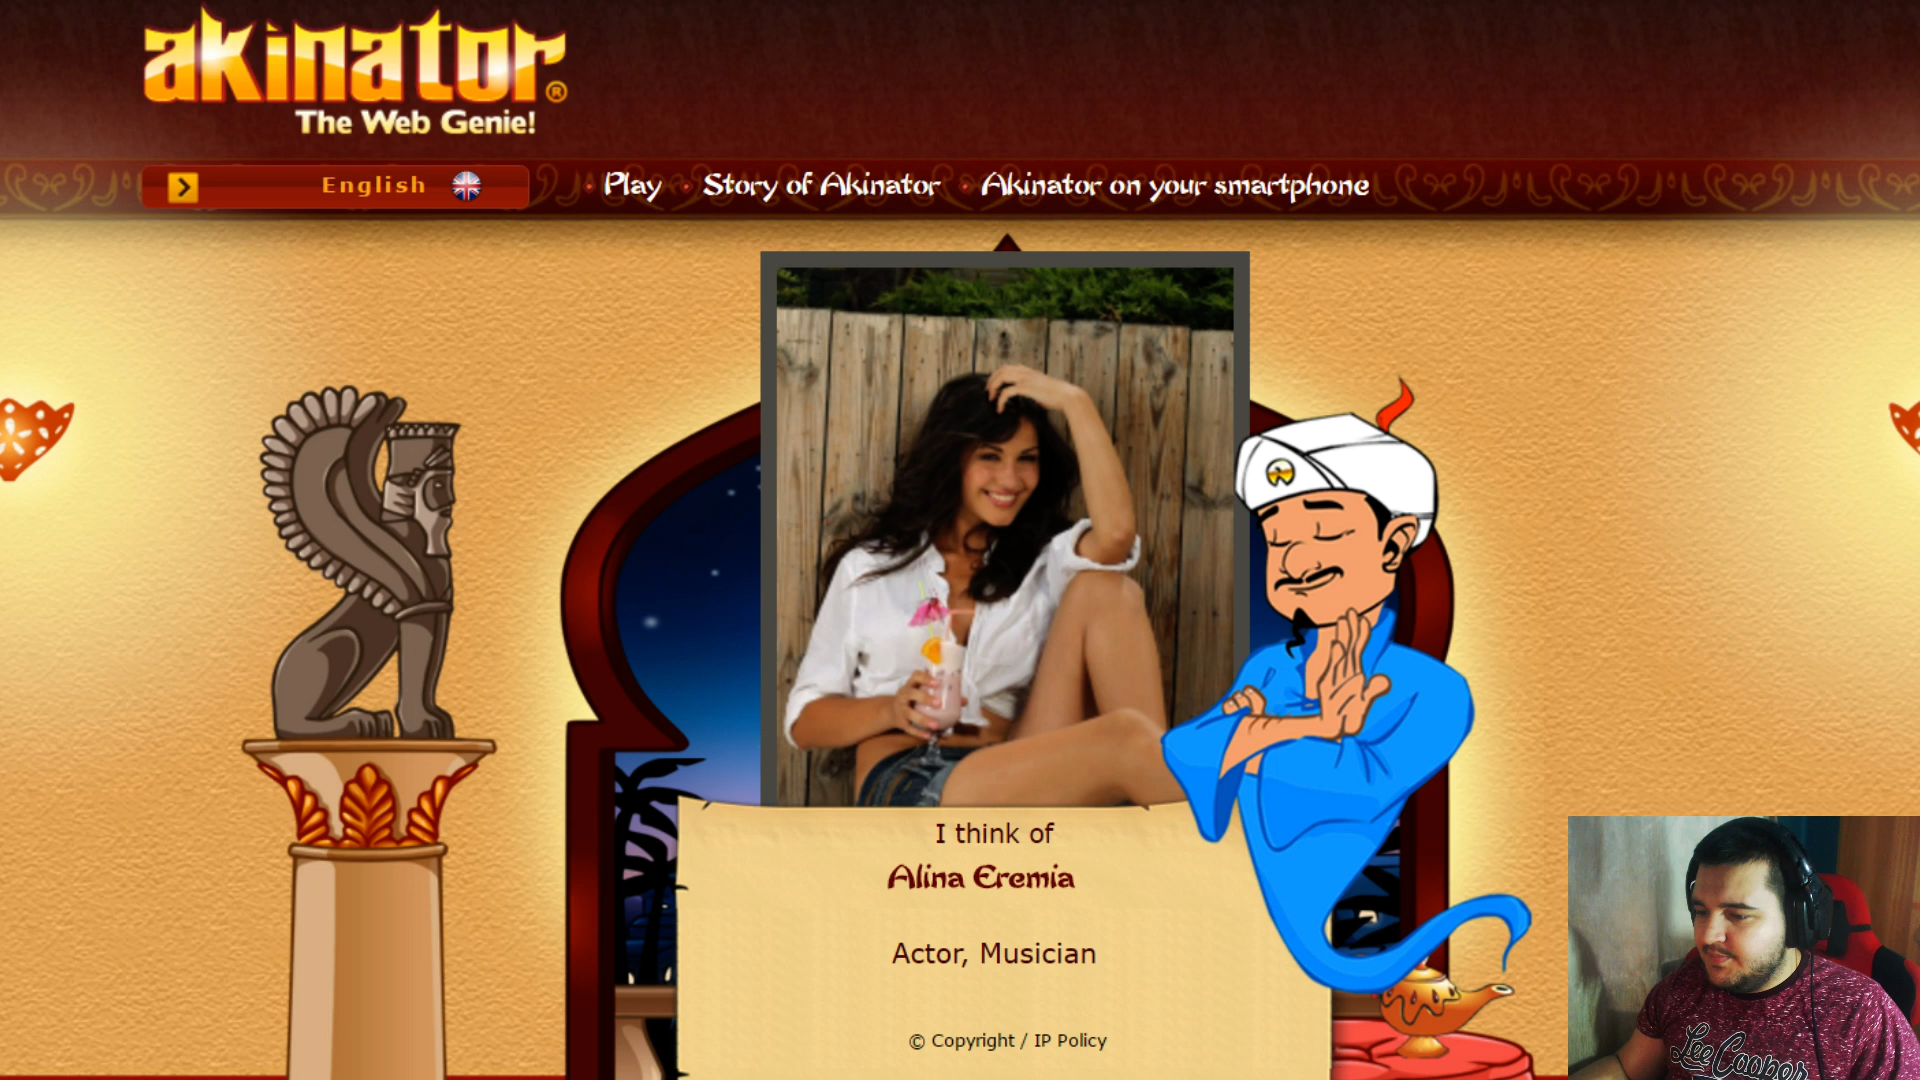 akinator®
The Web Genie!
English
Play
Story of Akinator
Akinator on your smartphone
I think of
Alina Eremia
Actor, Musician
© Copyright / IP Policy
Lee Cooper